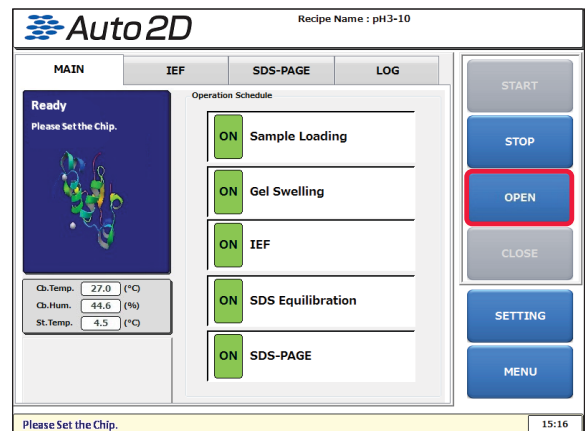 Auto2D
Recipe Name : pH3-10
MAIN
IEF
SDS-PAGE
LOG
Ready
Please Set the Chip.
Operation Schedule
ON Sample Loading
ON Gel Swelling
ON IEF
ON SDS Equilibration
ON SDS-PAGE
Cb.Temp. 27.0 (°C)
Cb.Hum. 44.6 (%)
St.Temp. 4.5 (°C)
START
STOP
OPEN
CLOSE
SETTING
MENU
Please Set the Chip.
15:16